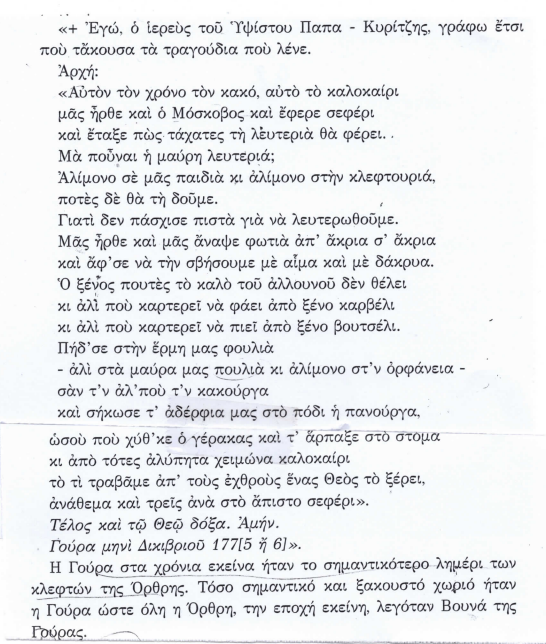 «+ Ἐγώ, ὁ ἱερεὺς τοῦ Ὑψίστου Παπα - Κυρίτζης, γράφω ἔτσι
ποὺ τἄκουσα τὰ τραγούδια ποὺ λένε.
Ἀρχή:
«Αὐτὸν τὸν χρόνο τὸν κακό, αὐτὸ τὸ καλοκαίρι
μᾶς ἦρθε καὶ ὁ Μόσκοβος καὶ ἔφερε σεφέρι
καὶ ἔταξε πὼς τάχατες τὴ λευτεριὰ θὰ φέρει.
Μὰ ποὖναι ἡ μαύρη λευτεριά;
Ἀλίμονο σὲ μᾶς παιδιὰ κι ἀλίμονο στὴν κλεφτουριά,
ποτὲς δὲ θὰ τὴ δοῦμε.
Γιατὶ δεν πάσχισε πιστὰ γιὰ νὰ λευτερωθοῦμε.
Μᾶς ἦρθε καὶ μᾶς ἄναψε φωτιὰ ἀπ' ἄκρια σ' ἄκρια
καὶ ἄφ'σε νὰ τὴν σβήσουμε μὲ αἷμα καὶ μὲ δάκρυα.
Ὁ ξένος πουτὲς τὸ καλὸ τοῦ ἀλλουνοῦ δὲν θέλει
κι ἀλὶ ποὺ καρτερεῖ νὰ φάει ἀπὸ ξένο καρβέλι
κι ἀλὶ ποὺ καρτερεῖ νὰ πιεῖ ἀπὸ ξένο βουτσέλι.
Πήδ'σε στὴν ἔρμη μας φουλιὰ
- ἀλὶ στὰ μαύρα μας πουλιὰ κι ἀλίμονο στ'ν ὀρφάνεια -
σὰν τ'ν ἀλ'ποὺ τ'ν κακούργα
καὶ σήκωσε τ' ἀδέρφια μας στὸ πόδι ἡ πανούργα,
ὡσοὺ ποὺ χύθ'κε ὁ γέρακας καὶ τ' ἄρπαξε στὸ στομα
κι ἀπὸ τότες ἀλύπητα χειμώνα καλοκαίρι
τὸ τὶ τραβᾶμε ἀπ' τοὺς ἐχθροὺς ἕνας Θεὸς τὸ ξέρει,
ἀνάθεμα καὶ τρεῖς ἀνὰ στὸ ἄπιστο σεφέρι».
Τέλος καὶ τῷ Θεῷ δόξα. Ἀμήν.
Γούρα μηνὶ Δικιβριοῦ 177[5 ἤ 6]».
Η Γούρα στα χρόνια εκείνα ήταν το σημαντικότερο λημέρι των
κλεφτών της Όρθρης. Τόσο σημαντικό και ξακουστό χωριό ήταν
η Γούρα ώστε όλη η Όρθρη, την εποχή εκείνη, λεγόταν Βουνά της
Γούρας.